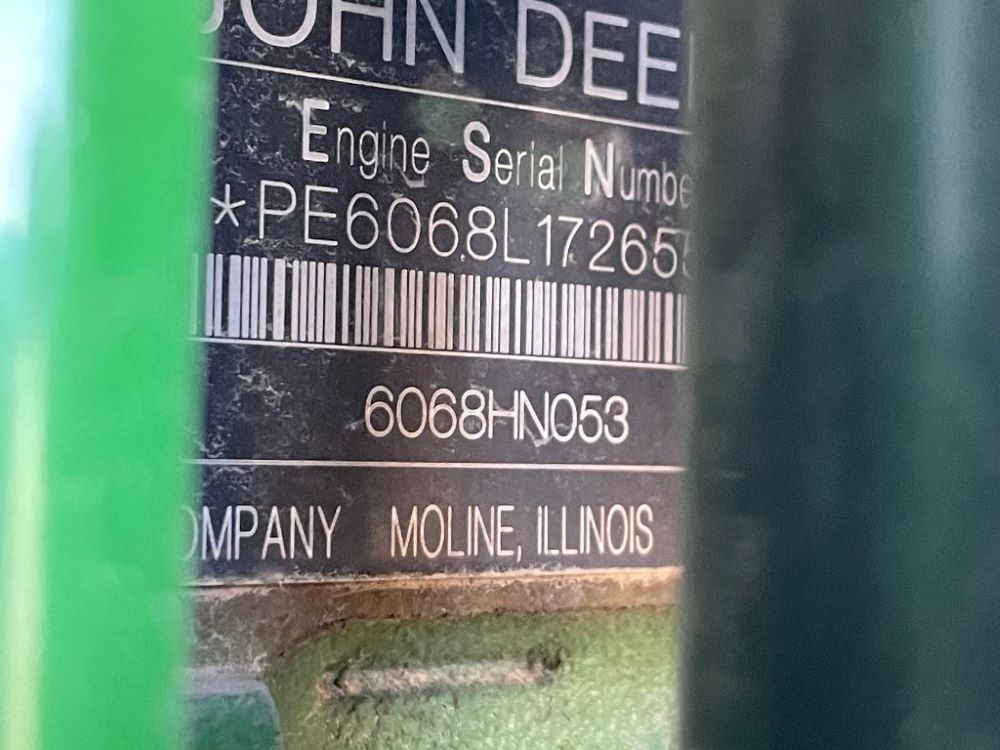 JOHN DEE
Engine Serial Numbe
*PE6068L17265
6068HN053
OMPANY MOLINE, ILLINOIS